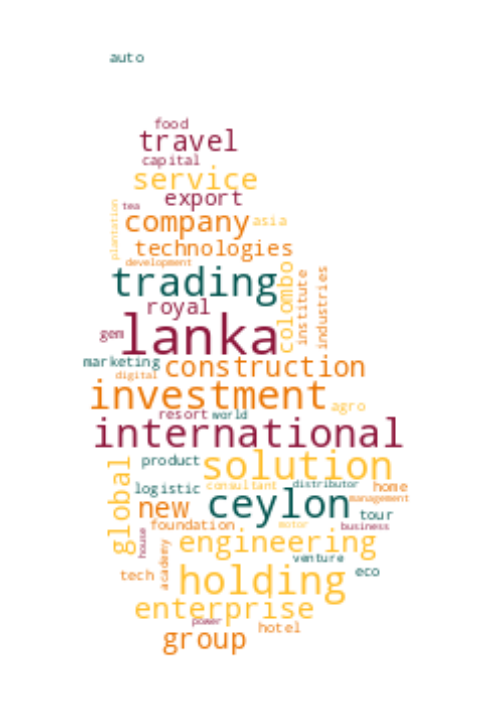 auto
food
travel
capital
service
export
tea
plantation
company asia
technologies
development
trading
colombo
institute
industries
royal
gem lanka
marketing construction
digital
investment agro
resort world
international
product solution
global
logistic consultant distributor home
new ceylon management
tour
foundation motor business
house
engineering
academy
venture
tech holding eco
enterprise
power
group hotel